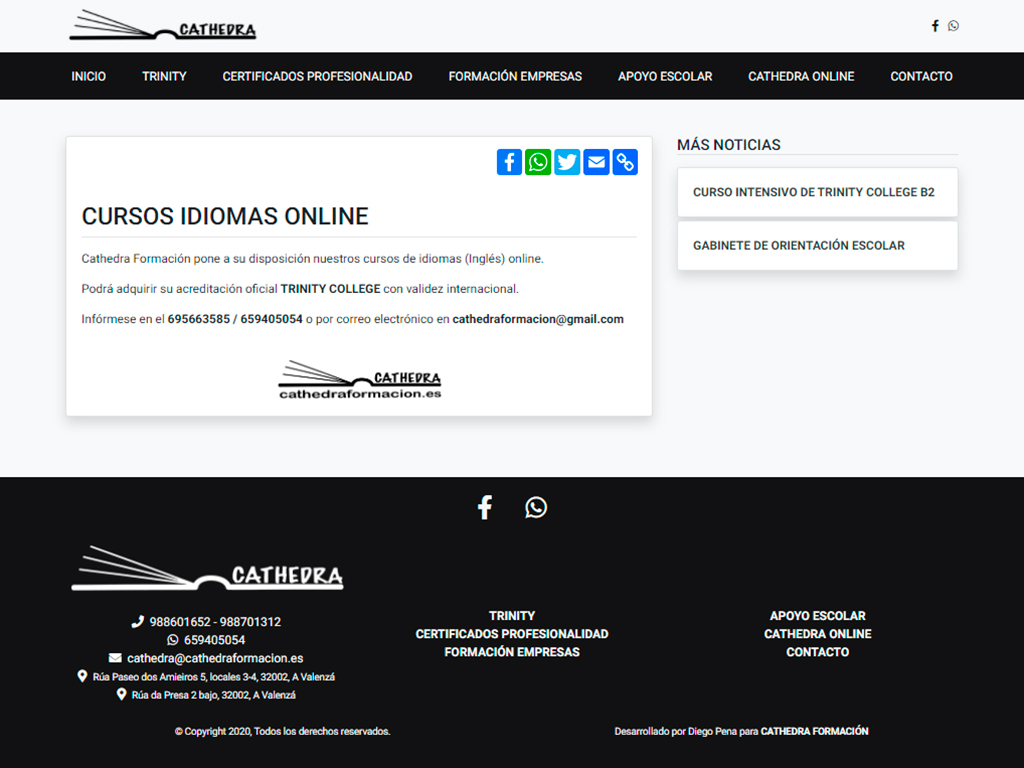 CATHEDRA
INICIO TRINITY CERTIFICADOS PROFESIONALIDAD FORMACIÓN EMPRESAS APOYO ESCOLAR CATHEDRA ONLINE CONTACTO
CURSOS IDIOMAS ONLINE
Cathedra Formación pone a su disposición nuestros cursos de idiomas (Inglés) online.
Podrá adquirir su acreditación oficial TRINITY COLLEGE con validez internacional.
Infórmese en el 695663585 / 659405054 o por correo electrónico en cathedraformacion@gmail.com
CATHEDRA
cathedraformacion.es
MÁS NOTICIAS
CURSO INTENSIVO DE TRINITY COLLEGE B2
GABINETE DE ORIENTACIÓN ESCOLAR
CATHEDRA
988601652 - 988701312
659405054
cathedra@cathedraformacion.es
Rúa Paseo dos Amieiros 5, locales 3-4, 32002, A Valenzá
Rúa da Presa 2 bajo, 32002, A Valenzá
TRINITY
CERTIFICADOS PROFESIONALIDAD
FORMACIÓN EMPRESAS
APOYO ESCOLAR
CATHEDRA ONLINE
CONTACTO
© Copyright 2020, Todos los derechos reservados.
Desarrollado por Diego Pena para CATHEDRA FORMACIÓN